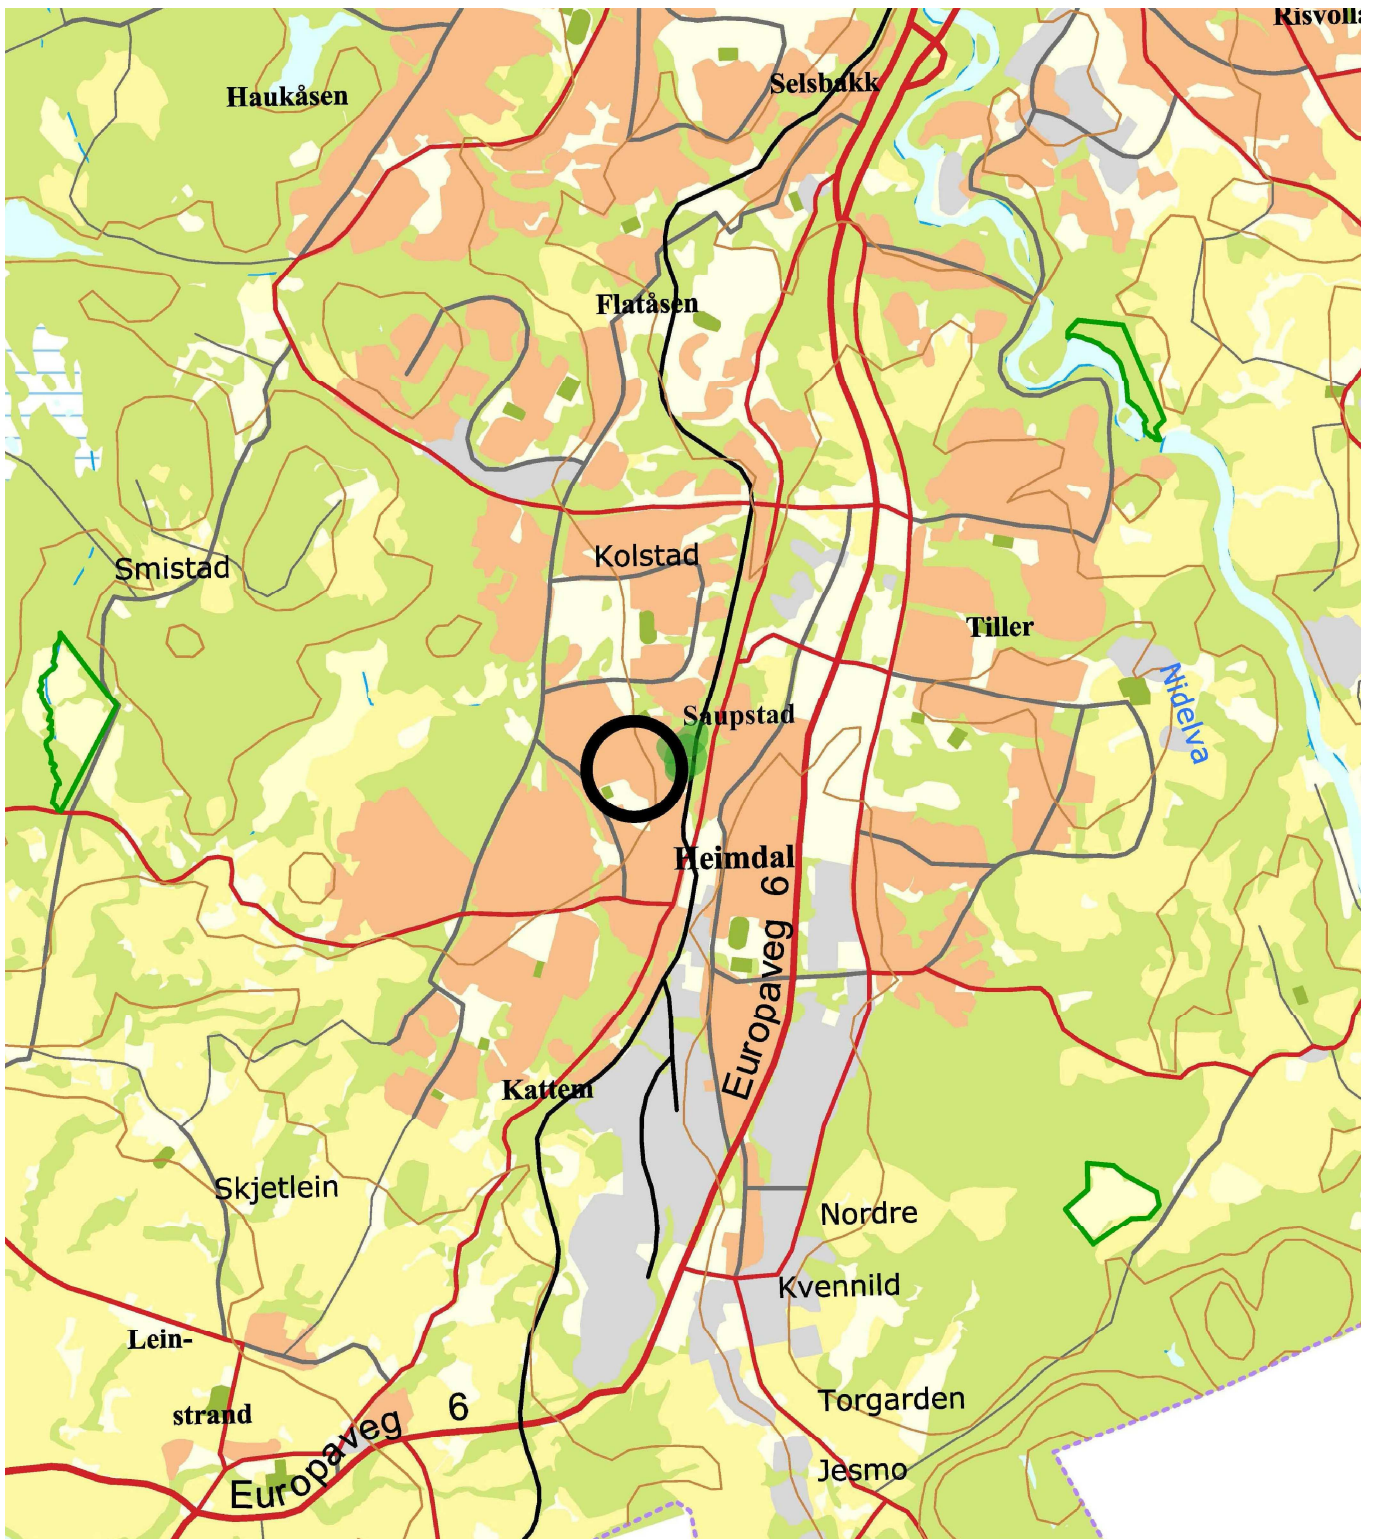 Risvolla
Selsbakk
Haukåsen
Flatåsen
Kolstad
Smistad
Tiller
Nidelva
Saupstad
Heimdal
Europaveg 6
Kattem
Skjetlein
Nordre
Kvennild
Lein-
strand
Europaveg 6
Torgarden
Jesmo